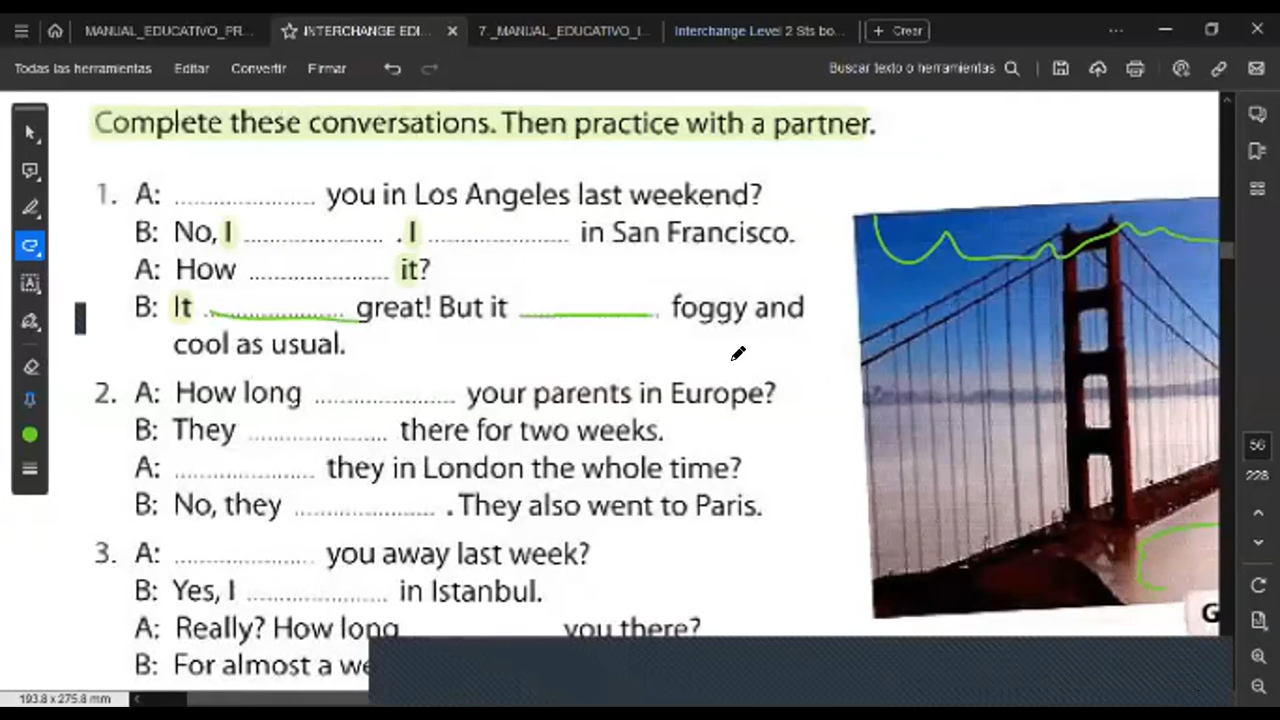 MANUAL_EDUCATIVO_PR... INTERCHANGE EDI... 7._MANUAL_EDUCATIVO_I... Interchange Level 2 Sts bo... + Crear
Todas las herramientas Editar Convertir Firmar Buscar texto o herramientas
Complete these conversations. Then practice with a partner.
1. A: .................... you in Los Angeles last weekend?
B: No, I .................... . I .................... in San Francisco.
A: How .................... it?
B: It .................... great! But it .................... foggy and
cool as usual.
2. A: How long .................... your parents in Europe?
B: They .................... there for two weeks.
A: .................... they in London the whole time?
B: No, they .................... . They also went to Paris.
3. A: .................... you away last week?
B: Yes, I .................... in Istanbul.
A: Really? How long you there?
B: For almost a we
G
56
228
193.8 x 275.8 mm